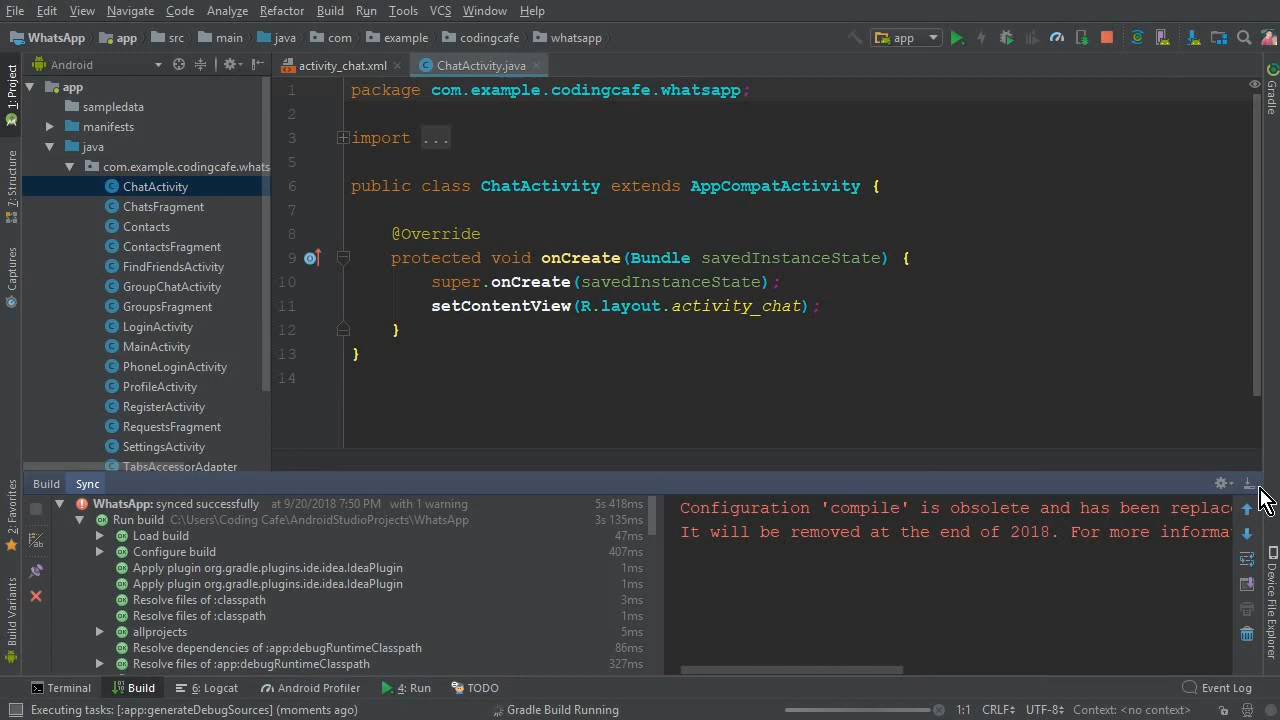 File Edit View Navigate Code Analyze Refactor Build Run Tools VCS Window Help
WhatsApp app src main java com example codingcafe whatsapp app
1: Project
7: Structure
Captures
2: Favorites
Build Variants
Android
app
sampledata
manifests
java
com.example.codingcafe.whats
ChatActivity
ChatsFragment
Contacts
ContactsFragment
FindFriendsActivity
GroupChatActivity
GroupsFragment
LoginActivity
MainActivity
PhoneLoginActivity
ProfileActivity
RegisterActivity
RequestsFragment
SettingsActivity
TabsAccessorAdapter
activity_chat.xml ChatActivity.java
1 package com.example.codingcafe.whatsapp;
2
3 import ...
5
6 public class ChatActivity extends AppCompatActivity {
7
8 @Override
9 protected void onCreate(Bundle savedInstanceState) {
10 super.onCreate(savedInstanceState);
11 setContentView(R.layout.activity_chat);
12 }
13 }
14
Gradle
Device File Explorer
Build Sync
WhatsApp: synced successfully at 9/20/2018 7:50 PM with 1 warning 5s 418ms
Run build C:\Users\Coding Cafe\AndroidStudioProjects\WhatsApp 3s 135ms
Load build 47ms
Configure build 407ms
Apply plugin org.gradle.plugins.ide.idea.IdeaPlugin 1ms
Apply plugin org.gradle.plugins.ide.idea.IdeaPlugin 1ms
Resolve files of :classpath 3ms
Resolve files of :classpath 1ms
allprojects 5ms
Resolve dependencies of :app:debugRuntimeClasspath 86ms
Resolve files of :app:debugRuntimeClasspath 327ms
Configuration 'compile' is obsolete and has been replac
It will be removed at the end of 2018. For more informa
Terminal Build 6: Logcat Android Profiler 4: Run TODO Event Log
Executing tasks: [:app:generateDebugSources] (moments ago) Gradle Build Running 1:1 CRLF UTF-8 Context: <no context>